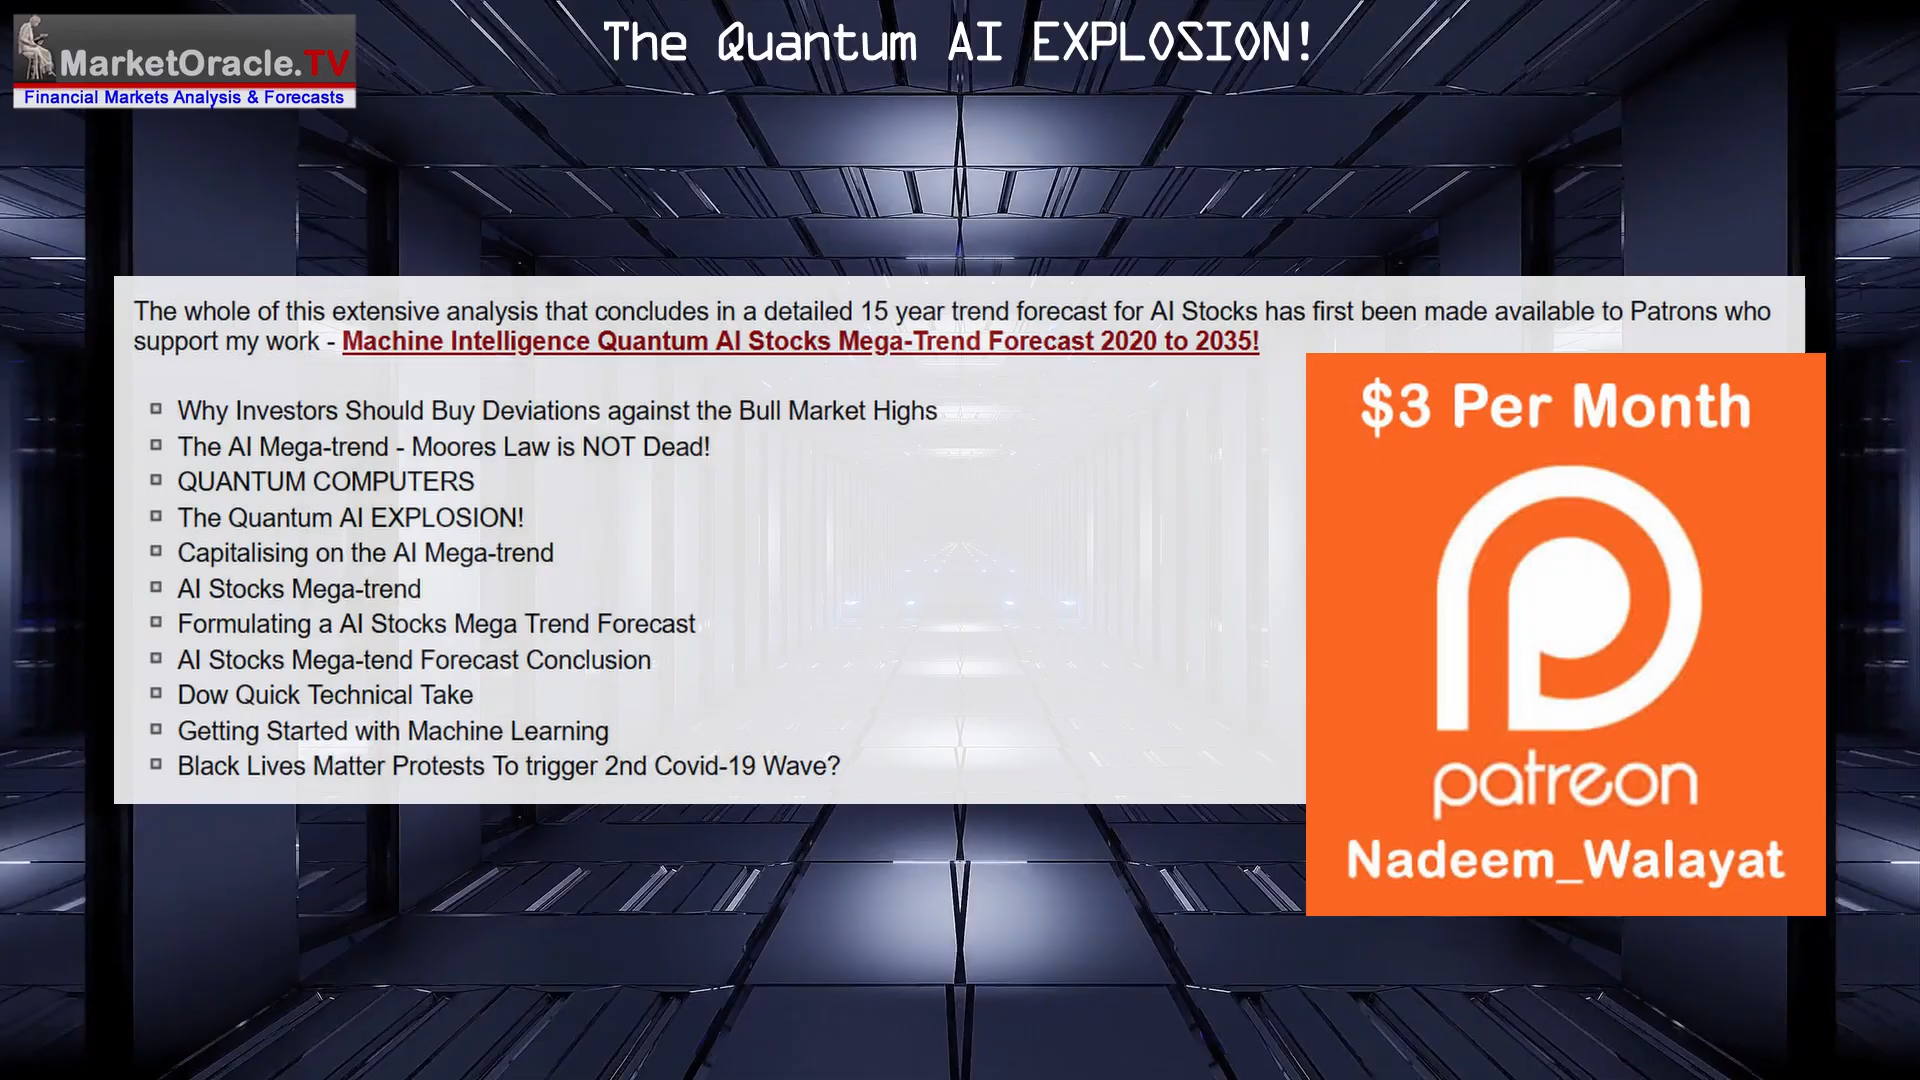 The Quantum AI EXPLOSION!
MarketOracle.TV
Financial Markets Analysis & Forecasts
The whole of this extensive analysis that concludes in a detailed 15 year trend forecast for AI Stocks has first been made available to Patrons who
support my work - Machine Intelligence Quantum AI Stocks Mega-Trend Forecast 2020 to 2035!
Why Investors Should Buy Deviations against the Bull Market Highs
The AI Mega-trend - Moores Law is NOT Dead!
QUANTUM COMPUTERS
The Quantum AI EXPLOSION!
Capitalising on the AI Mega-trend
AI Stocks Mega-trend
Formulating a AI Stocks Mega Trend Forecast
AI Stocks Mega-tend Forecast Conclusion
Dow Quick Technical Take
Getting Started with Machine Learning
Black Lives Matter Protests To trigger 2nd Covid-19 Wave?
$3 Per Month
patreon
Nadeem_Walayat